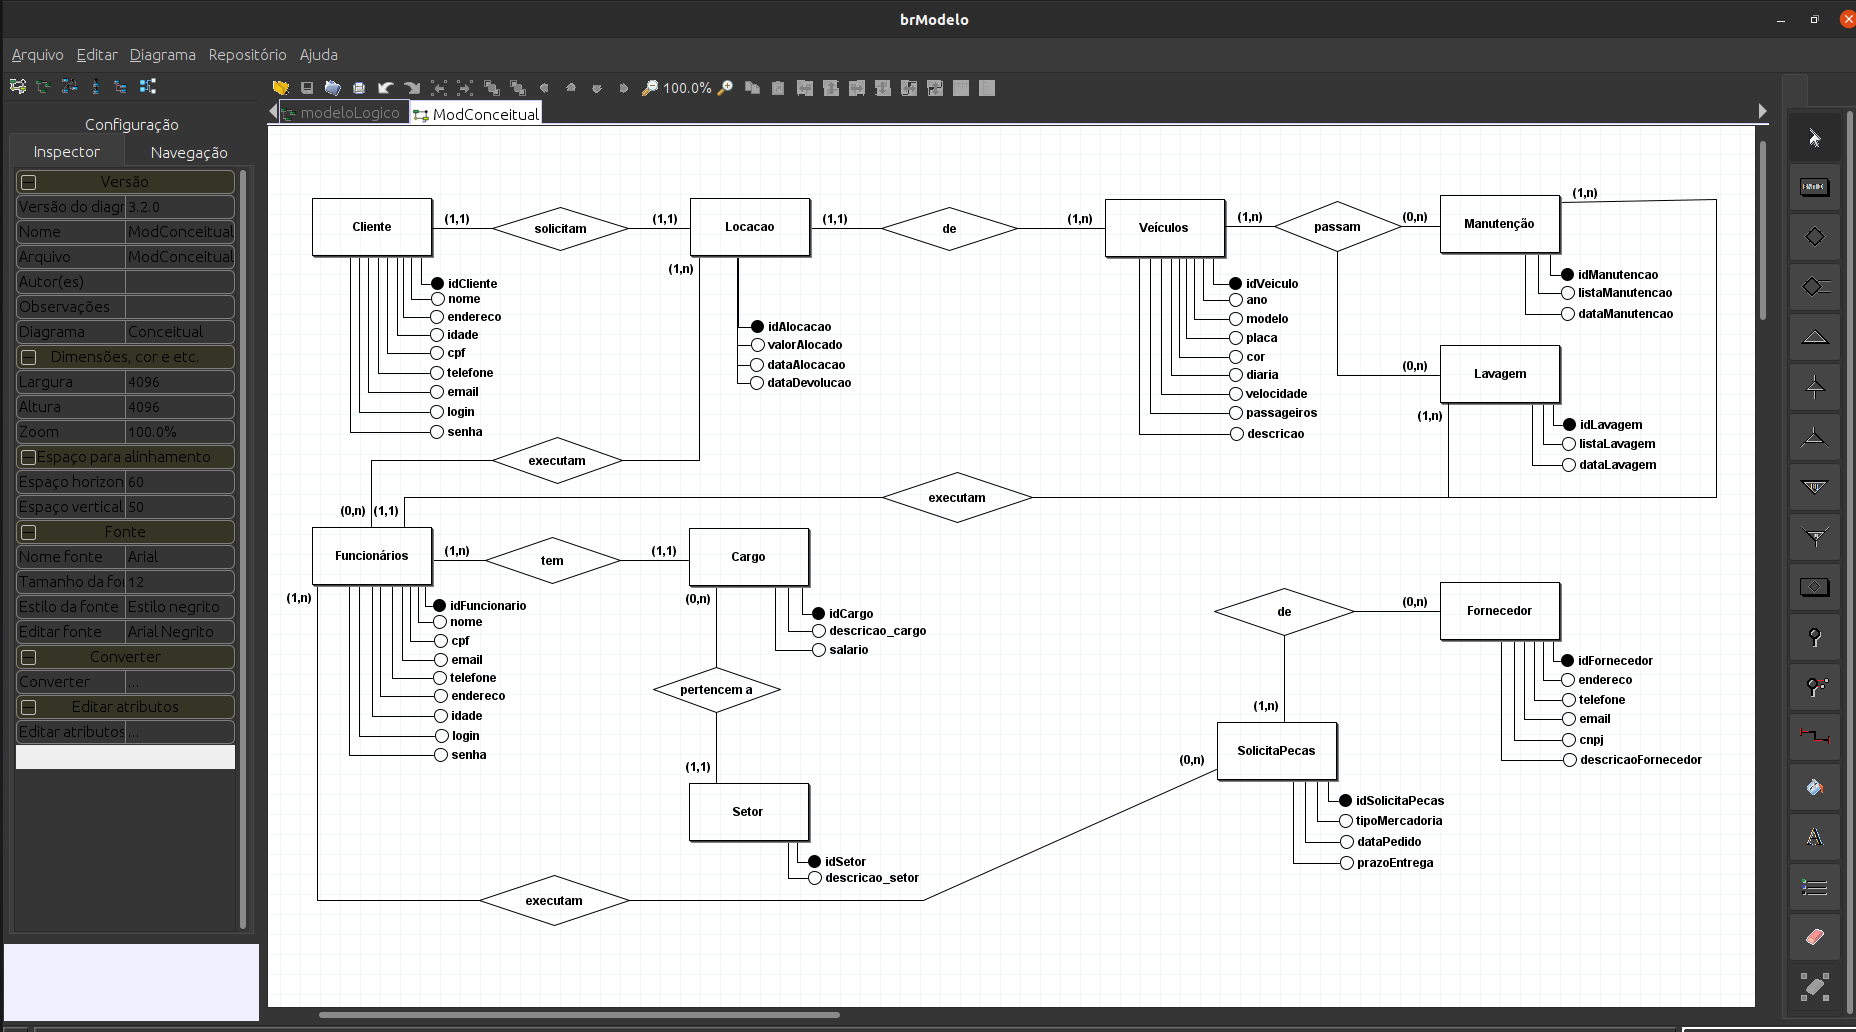 brModelo
Arquivo Editar Diagrama Repositório Ajuda
100.0%
modeloLogico ModConceitual
Configuração
Inspector Navegação
Versão
Versão do diagr 3.2.0
Nome ModConceitual
Arquivo ModConceitual
Autor(es)
Observações
Diagrama Conceitual
Dimensões, cor e etc.
Largura 4096
Altura 4096
Zoom 100.0%
Espaço para alinhamento
Espaço horizon 60
Espaço vertical 50
Fonte
Nome fonte Arial
Tamanho da fo 12
Estilo da fonte Estilo negrito
Editar fonte Arial Negrito
Converter
Converter ...
Editar atributos
Editar atributos ...
Cliente
(1,1)
solicitam
(1,1)
Locacao
(1,1)
de
(1,n)
Veículos
(1,n)
passam
(0,n)
Manutenção
(1,n)
idCliente
nome
endereco
idade
cpf
telefone
email
login
senha
(1,n)
idAlocacao
valorAlocado
dataAlocacao
dataDevolucao
idVeiculo
ano
modelo
placa
cor
diaria
velocidade
passageiros
descricao
idManutencao
listaManutencao
dataManutencao
(0,n)
Lavagem
(1,n)
idLavagem
listaLavagem
dataLavagem
executam
executam
(0,n) (1,1)
Funcionários
(1,n)
tem
(1,1)
Cargo
(1,n)
idFuncionario
nome
cpf
email
telefone
endereco
idade
login
senha
(0,n)
idCargo
descricao_cargo
salario
pertencem a
(1,1)
Setor
idSetor
descricao_setor
executam
de
(0,n)
Fornecedor
idFornecedor
endereco
telefone
email
cnpj
descricaoFornecedor
(1,n)
(0,n)
SolicitaPecas
idSolicitaPecas
tipoMercadoria
dataPedido
prazoEntrega